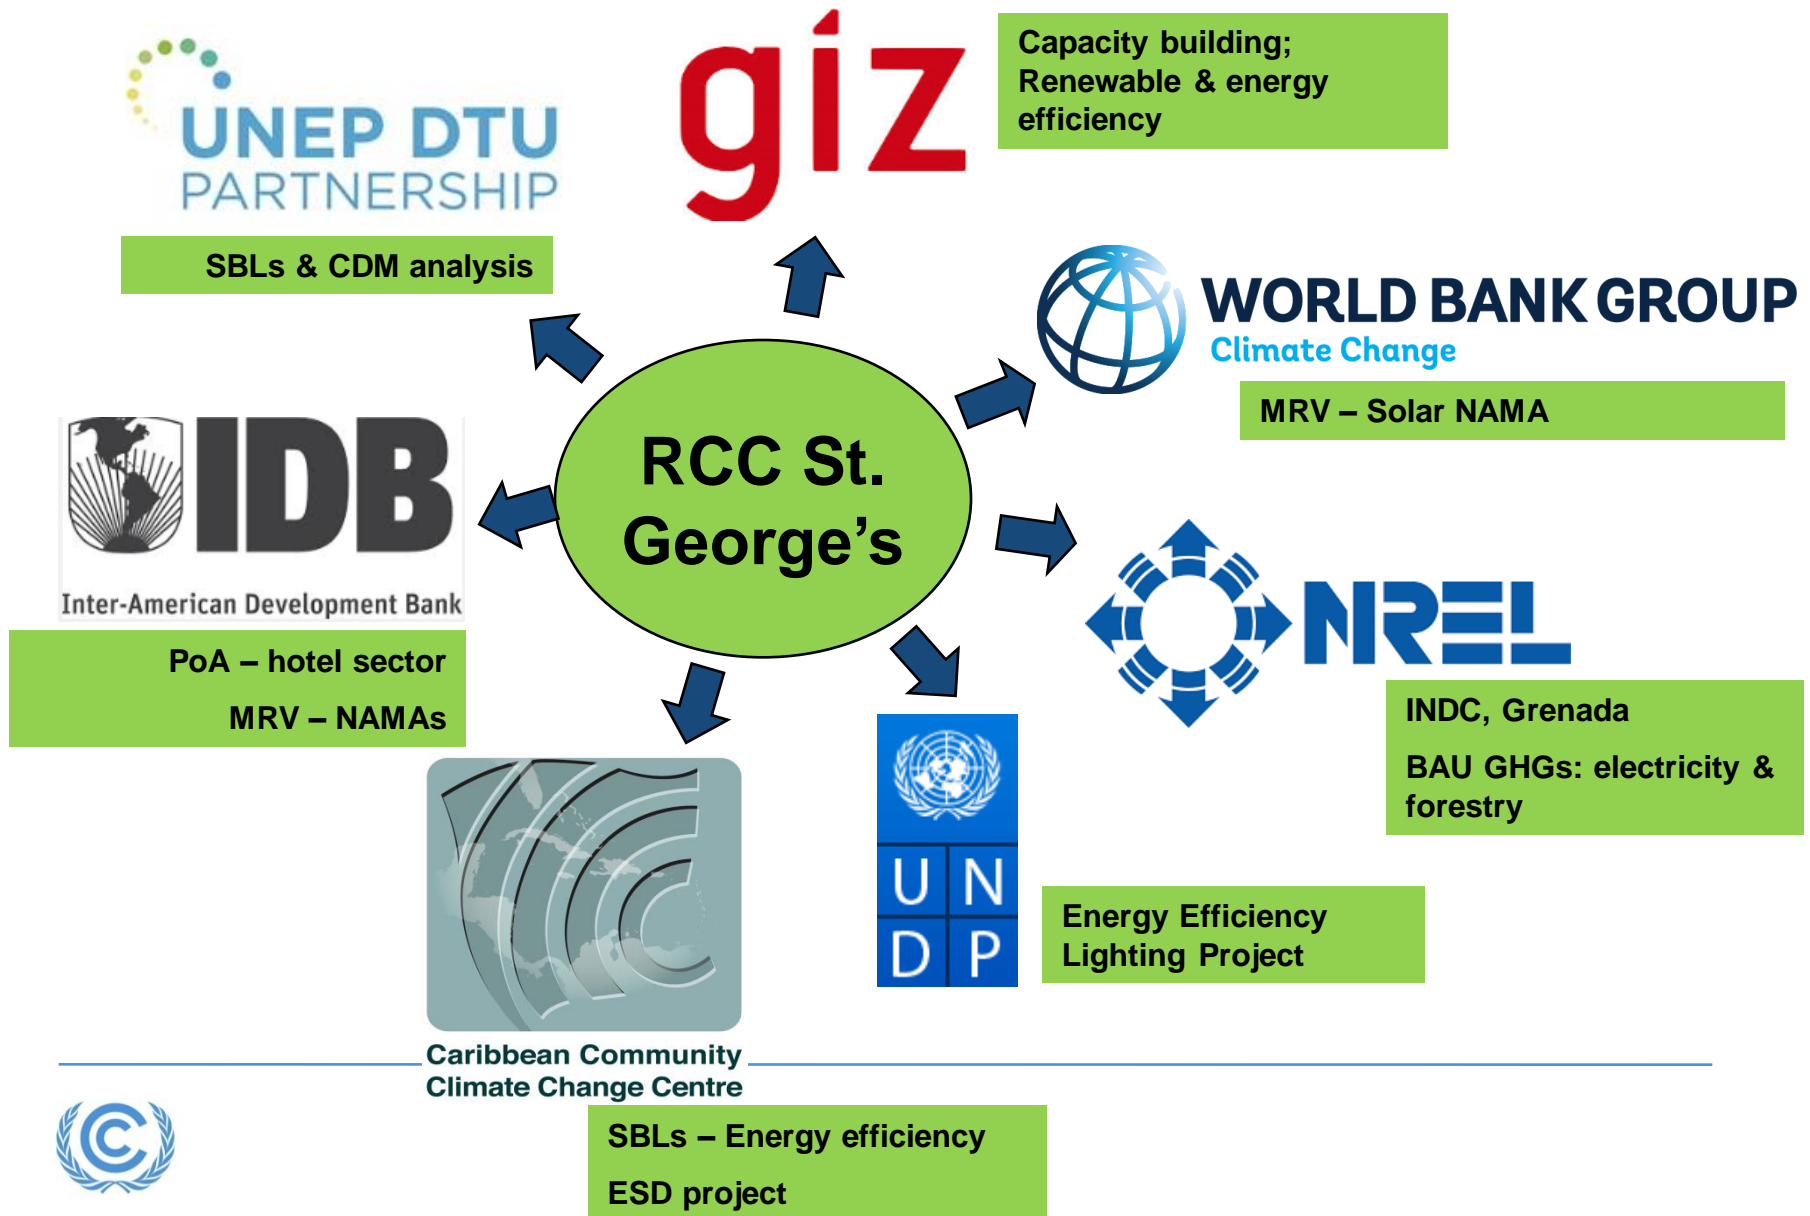 UNEP DTU
PARTNERSHIP
SBLs & CDM analysis
giz
Capacity building;
Renewable & energy
efficiency
WORLD BANK GROUP
Climate Change
MRV – Solar NAMA
IDB
Inter-American Development Bank
PoA – hotel sector
MRV – NAMAs
RCC St.
George’s
NREL
INDC, Grenada
BAU GHGs: electricity &
forestry
U N
D P
Energy Efficiency
Lighting Project
Caribbean Community
Climate Change Centre
SBLs – Energy efficiency
ESD project